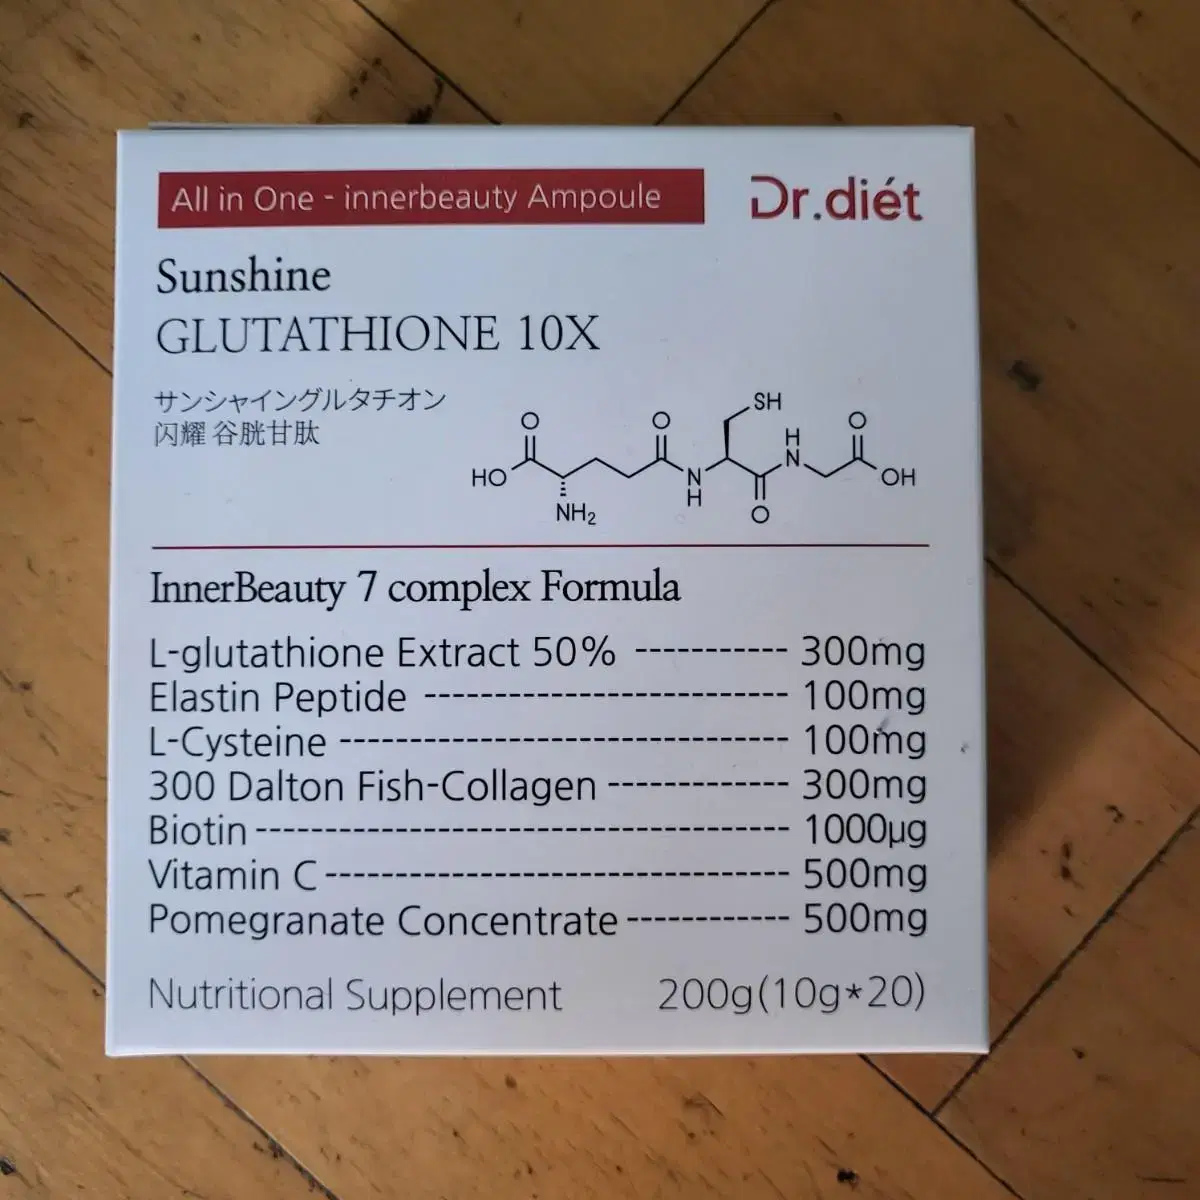 All in One - innerbeauty Ampoule
Dr.diét
Sunshine
GLUTATHIONE 10X
サンシャイングルタチオン
闪耀 谷胱甘肽
O
O
SH
H
N
O
HO
NH2
N
H
O
OH
InnerBeauty 7 complex Formula
L-glutathione Extract 50% ----------- 300mg
Elastin Peptide --------------------------- 100mg
L-Cysteine --------------------------------- 100mg
300 Dalton Fish-Collagen ------------- 300mg
Biotin --------------------------------------- 1000µg
Vitamin C ---------------------------------- 500mg
Pomegranate Concentrate ------------ 500mg
Nutritional Supplement 200g(10g*20)